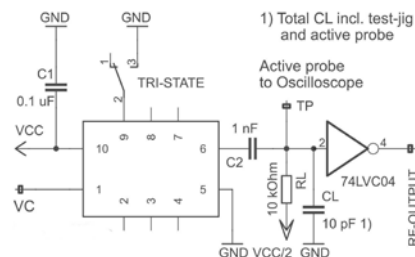 GND
GND
1) Total CL incl. test-jig
and active probe
C1
0.1 uF
1
3
2
TRI-STATE
Active probe
to Oscilloscope
TP
VCC
10
9
8
7
6
1 nF
C2
2
4
74LVC04
RF-OUTPUT
VC
1
2
3
4
5
10 kOhm
RL
CL
10 pF 1)
GND
VCC/2
GND